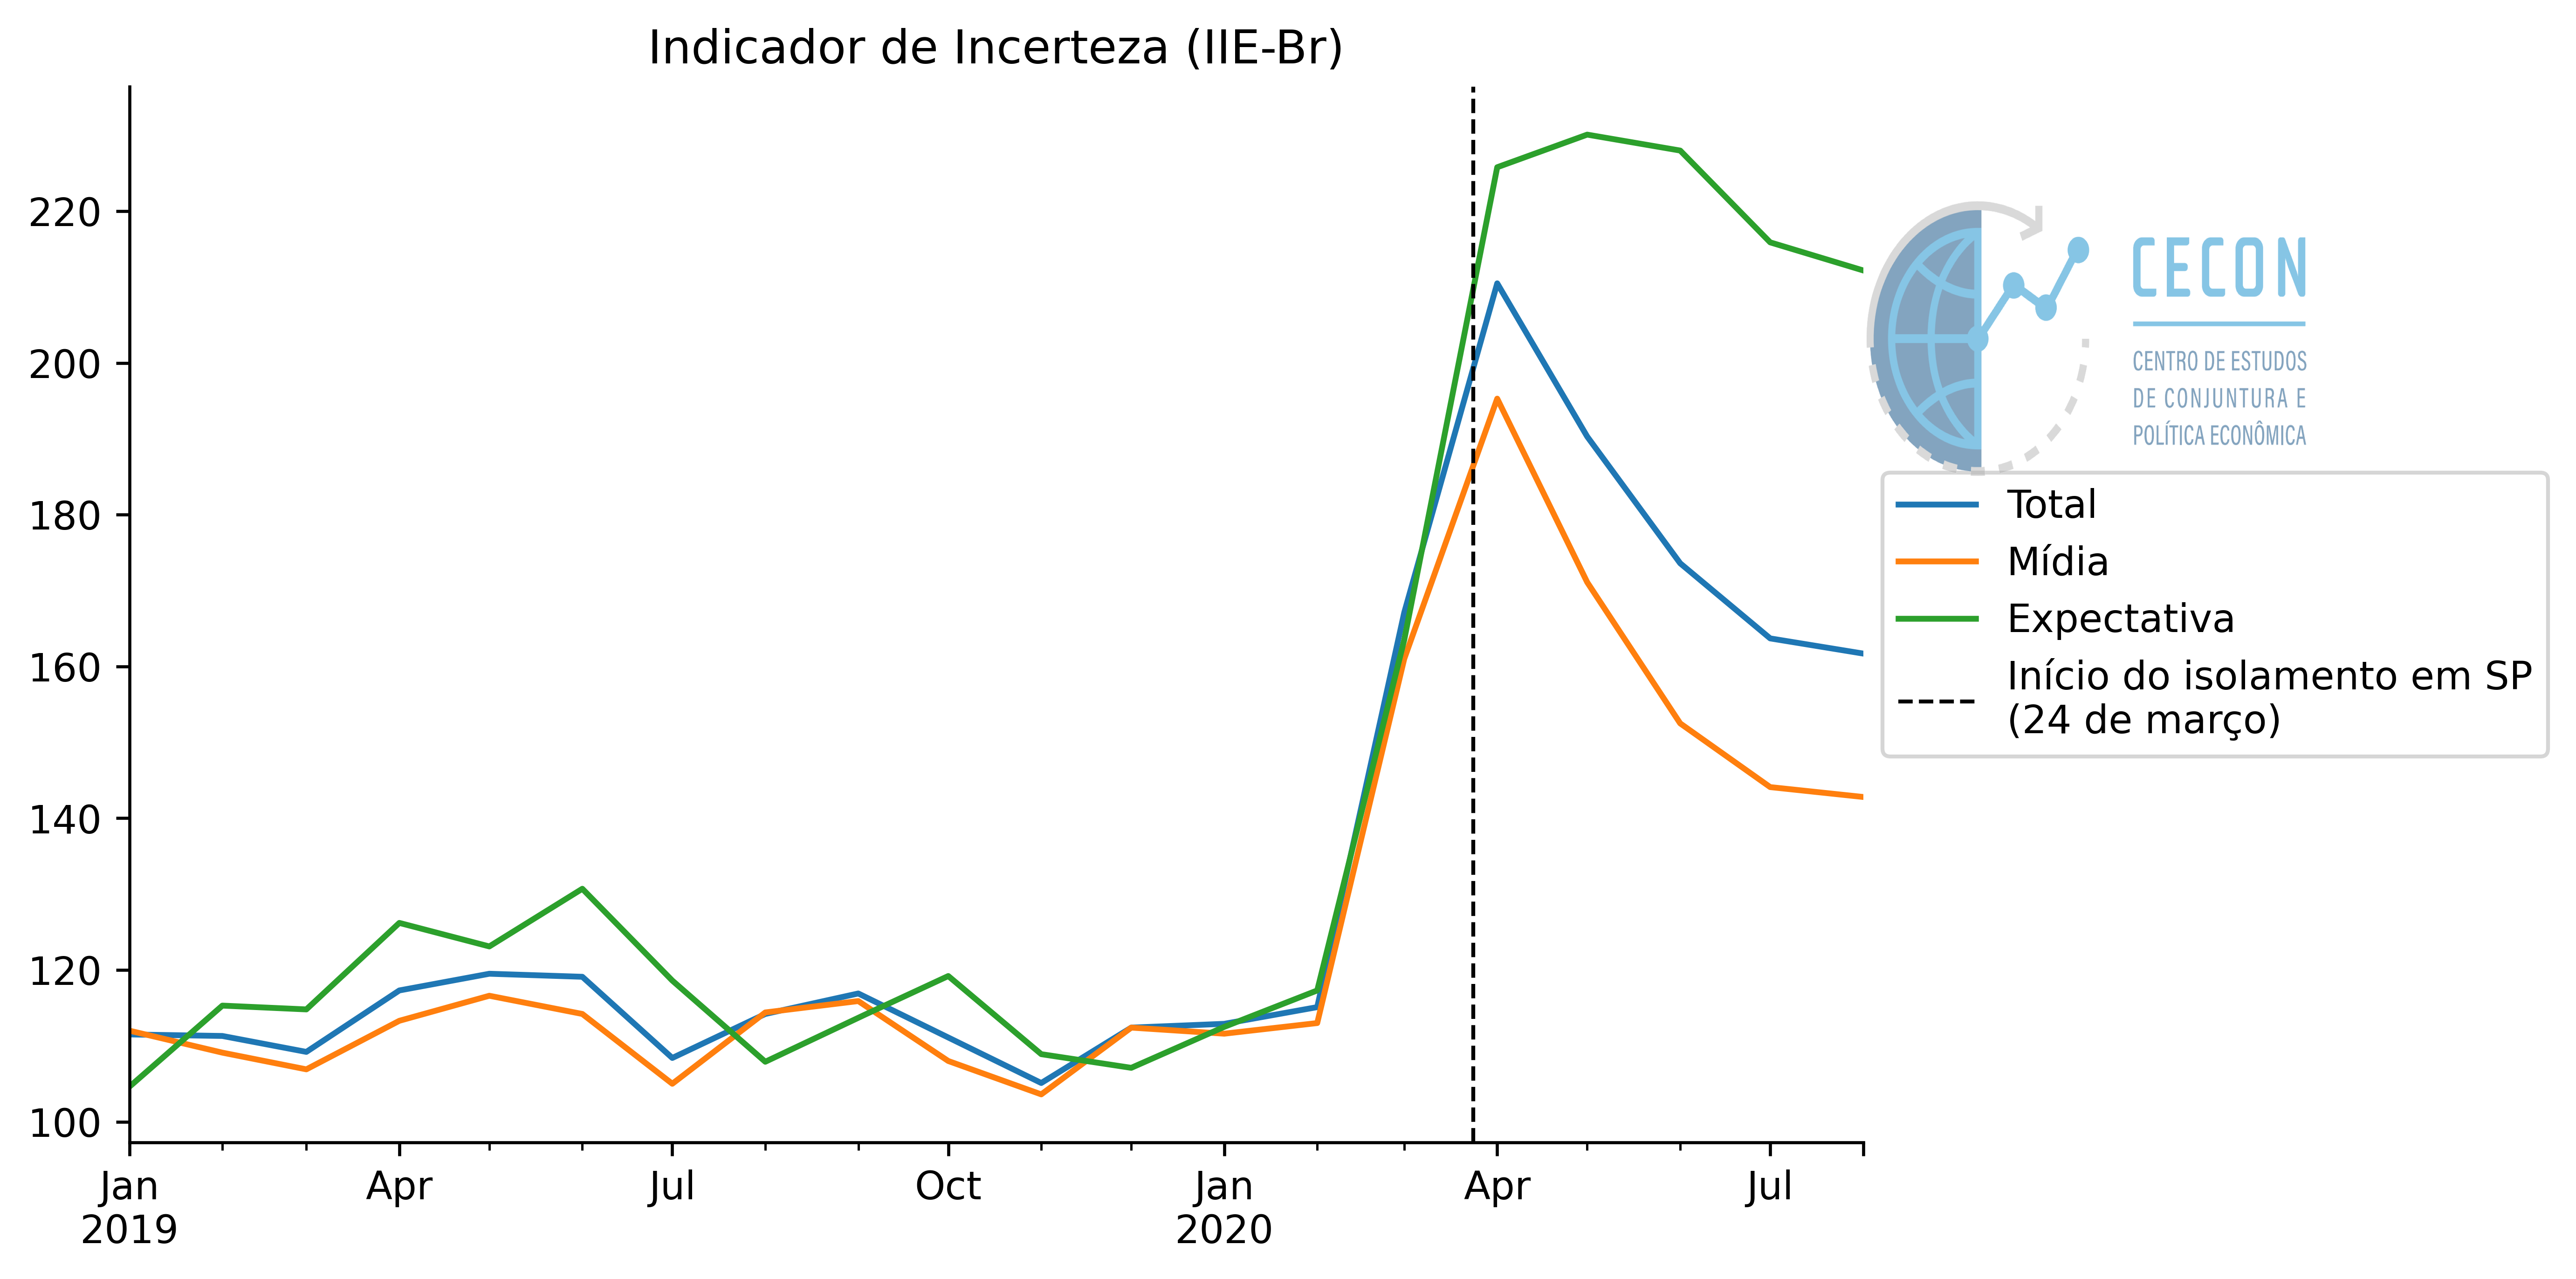 Indicador de Incerteza (IIE-Br)
220
200
180
160
140
120
100
Jan
2019
Apr
Jul
Oct
Jan
2020
Apr
Jul
CECON
CENTRO DE ESTUDOS
DE CONJUNTURA E
POLÍTICA ECONÔMICA
Total
Mídia
Expectativa
Início do isolamento em SP
(24 de março)